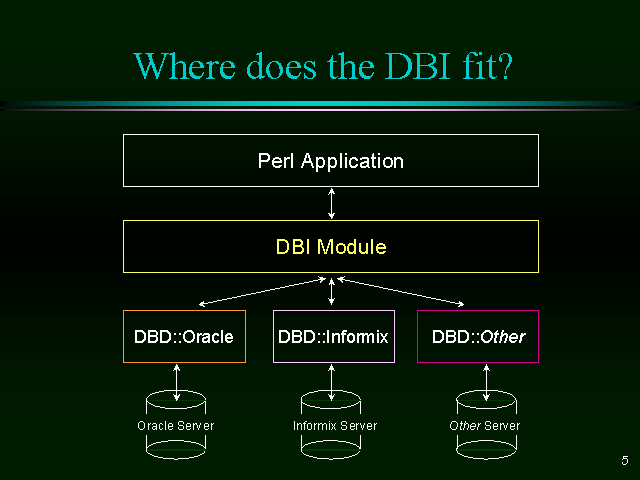 Where does the DBI fit?
Perl Application
DBI Module
DBD::Oracle DBD::Informix DBD::Other
Oracle Server Informix Server Other Server
5